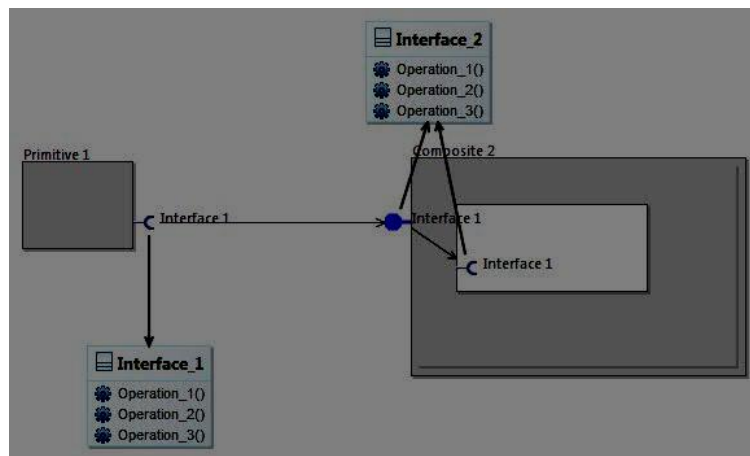 Interface_2
Operation_1()
Operation_2()
Operation_3()
Primitive 1
Composite 2
Interface 1
Interface 1
Interface 1
Interface_1
Operation_1()
Operation_2()
Operation_3()